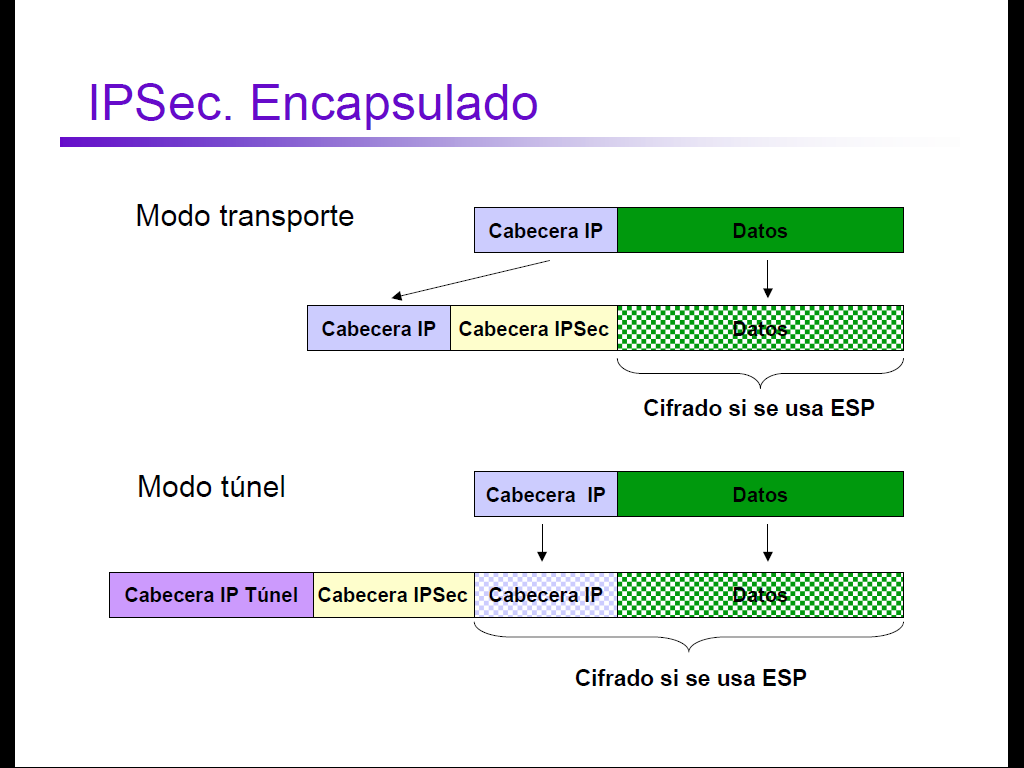 IPSec. Encapsulado
Modo transporte
Cabecera IP Datos
Cabecera IP Cabecera IPSec Datos
Cifrado si se usa ESP
Modo túnel
Cabecera IP Datos
Cabecera IP Túnel Cabecera IPSec Cabecera IP Datos
Cifrado si se usa ESP